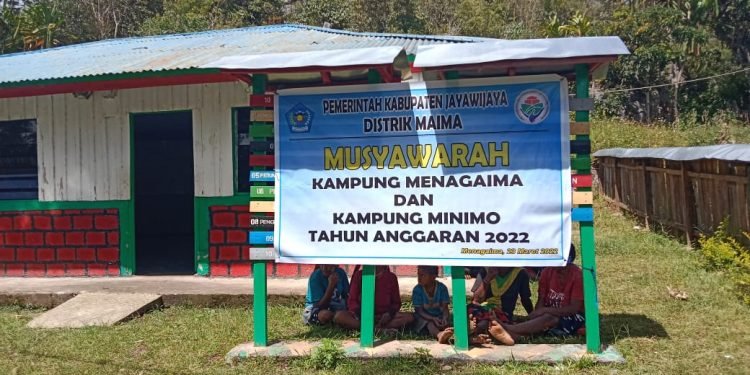 PEMERINTAH KABUPATEN JAYAWIJAYA
DISTRIK MAIMA
MUSYAWARAH
KAMPUNG MENAGAIMA
DAN
KAMPUNG MINIMO
TAHUN ANGGARAN 2022
Menagaima, 23 Maret 2022